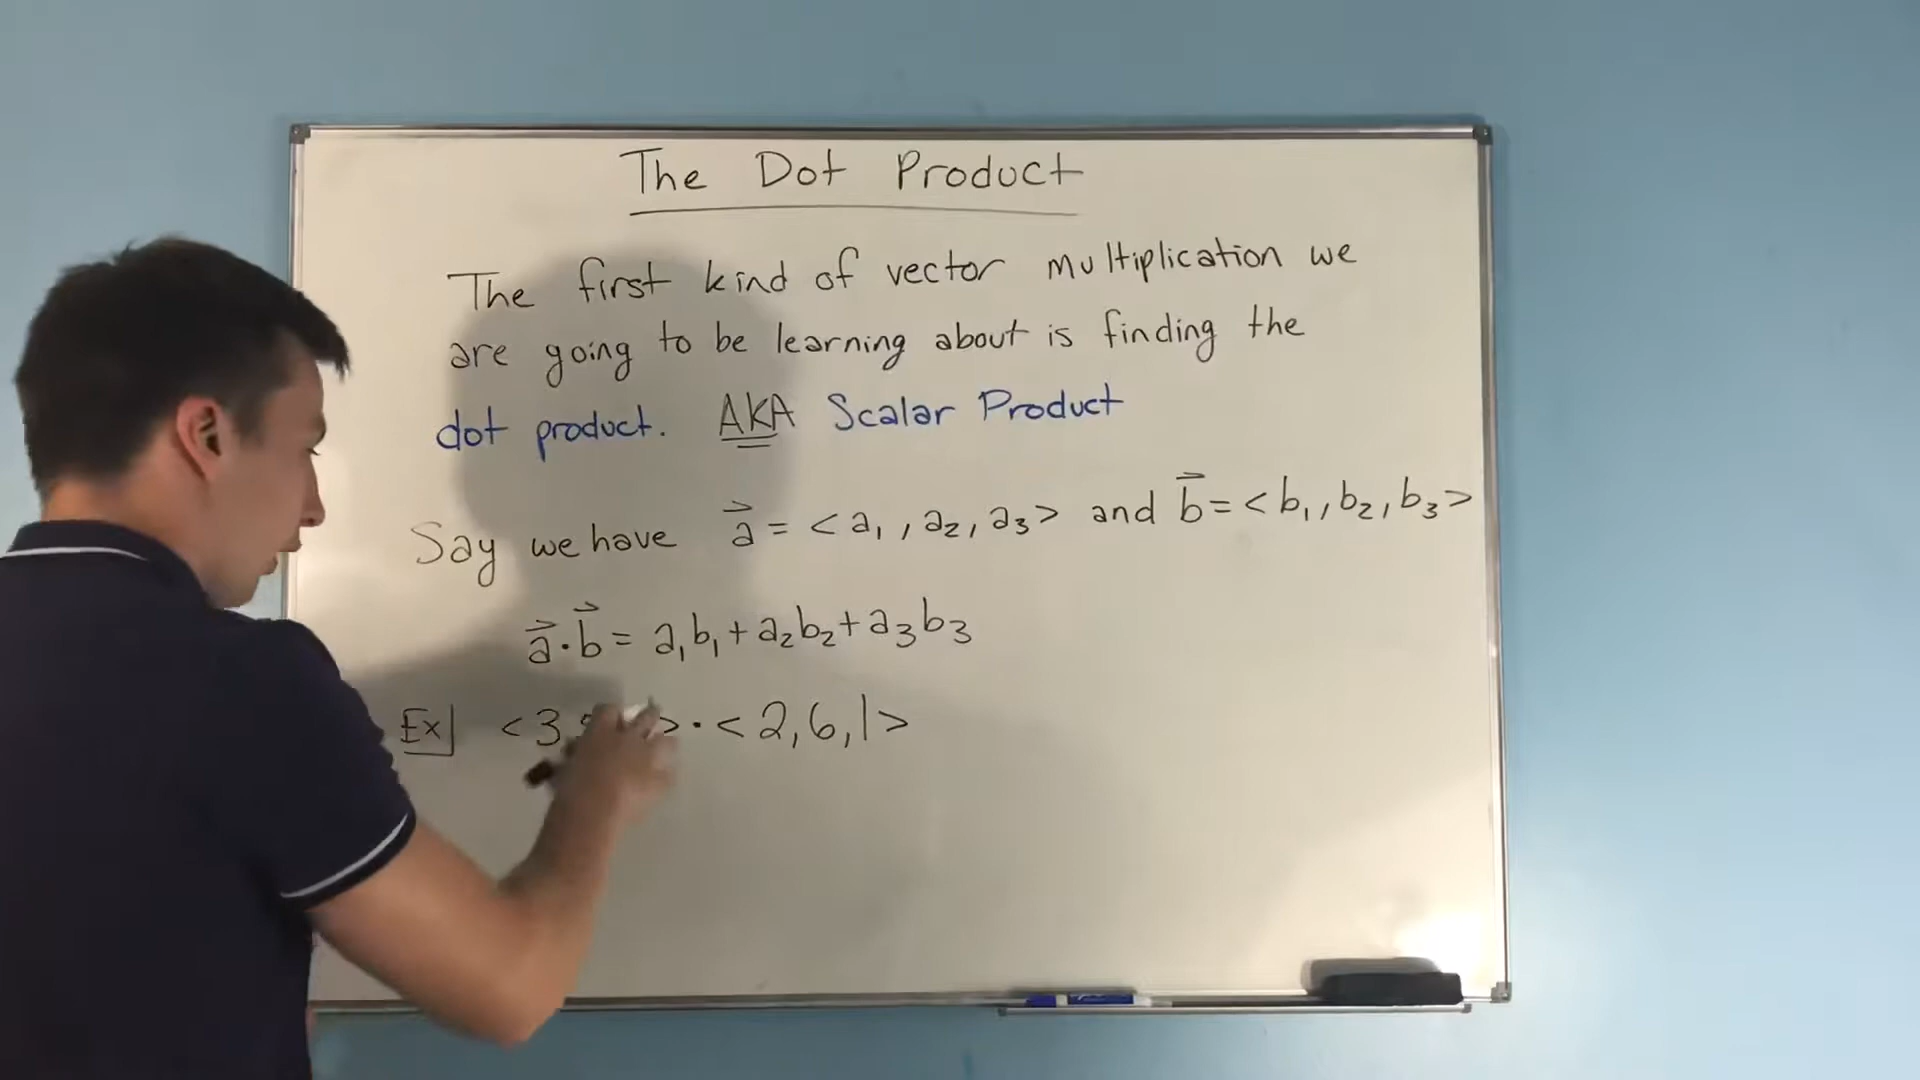 The Dot Product
The first kind of vector multiplication we
are going to be learning about is finding the
dot product. AKA Scalar Product
Say we have a⃗ = <a₁, a₂, a₃> and b⃗ = <b₁, b₂, b₃>
a⃗·b⃗ = a₁b₁+a₂b₂+a₃b₃
Ex <3, >·<2,6,1>